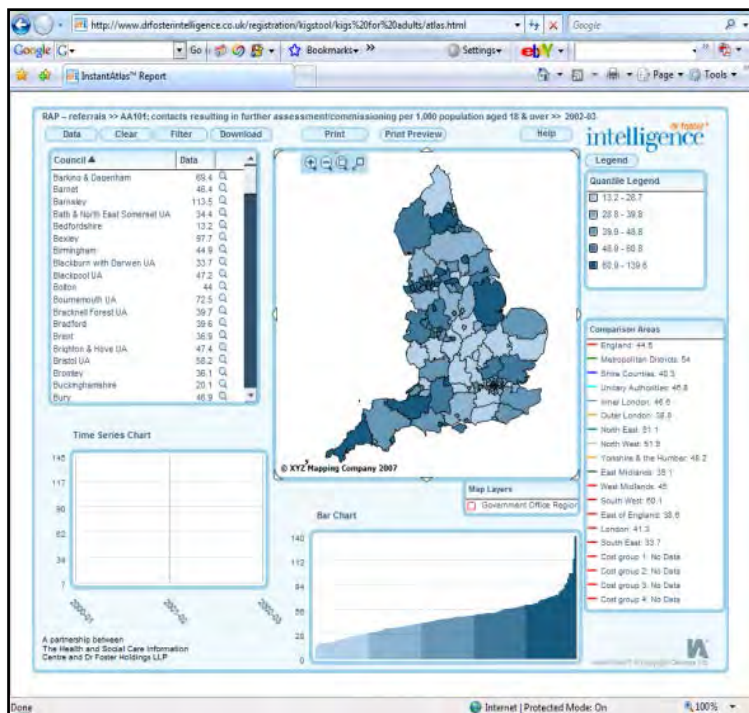 http://www.drfosterintelligence.co.uk/registration/kigstool/kigs%20for%20adults/atlas.html
Google
Google G Go Bookmarks Settings ebY
InstantAtlas™ Report
Page Tools
RAP – referrals >> AA101: contacts resulting in further assessment/commissioning per 1,000 population aged 18 & over >> 2002-03
Data Clear Filter Download Print Print Preview Help
dr foster
intelligence
Legend
Council Data
Barking & Dagenham 69.4
Barnet 46.4
Barnsley 113.5
Bath & North East Somerset UA 34.4
Bedfordshire 13.2
Bexley 97.7
Birmingham 44.9
Blackburn with Darwen UA 33.7
Blackpool UA 47.2
Bolton 44
Bournemouth UA 72.5
Bracknell Forest UA 39.7
Bradford 39.6
Brent 36.9
Brighton & Hove UA 47.4
Bristol UA 58.2
Bromley 36.1
Buckinghamshire 20.1
Bury 46.9
Quantile Legend
13.2 - 26.7
28.8 - 39.8
39.9 - 48.8
48.9 - 60.8
60.9 - 139.6
Comparison Areas
England: 44.5
Metropolitan Districts: 54
Shire Counties: 40.3
Unitary Authorities: 46.8
Inner London: 46.6
Outer London: 38.8
North East: 51.1
North West: 51.8
Yorkshire & the Humber: 48.2
East Midlands: 38.1
West Midlands: 45
South West: 60.1
East of England: 38.6
London: 41.3
South East: 33.7
Cost group 1: No Data
Cost group 2: No Data
Cost group 3: No Data
Cost group 4: No Data
© XYZ Mapping Company 2007
Map Layers
Government Office Region
Time Series Chart
145
117
90
62
34
7
2000-01
2001-02
2002-03
Bar Chart
140
112
84
56
28
0
A partnership between
The Health and Social Care Information
Centre and Dr Foster Holdings LLP
Done Internet | Protected Mode: On 100%